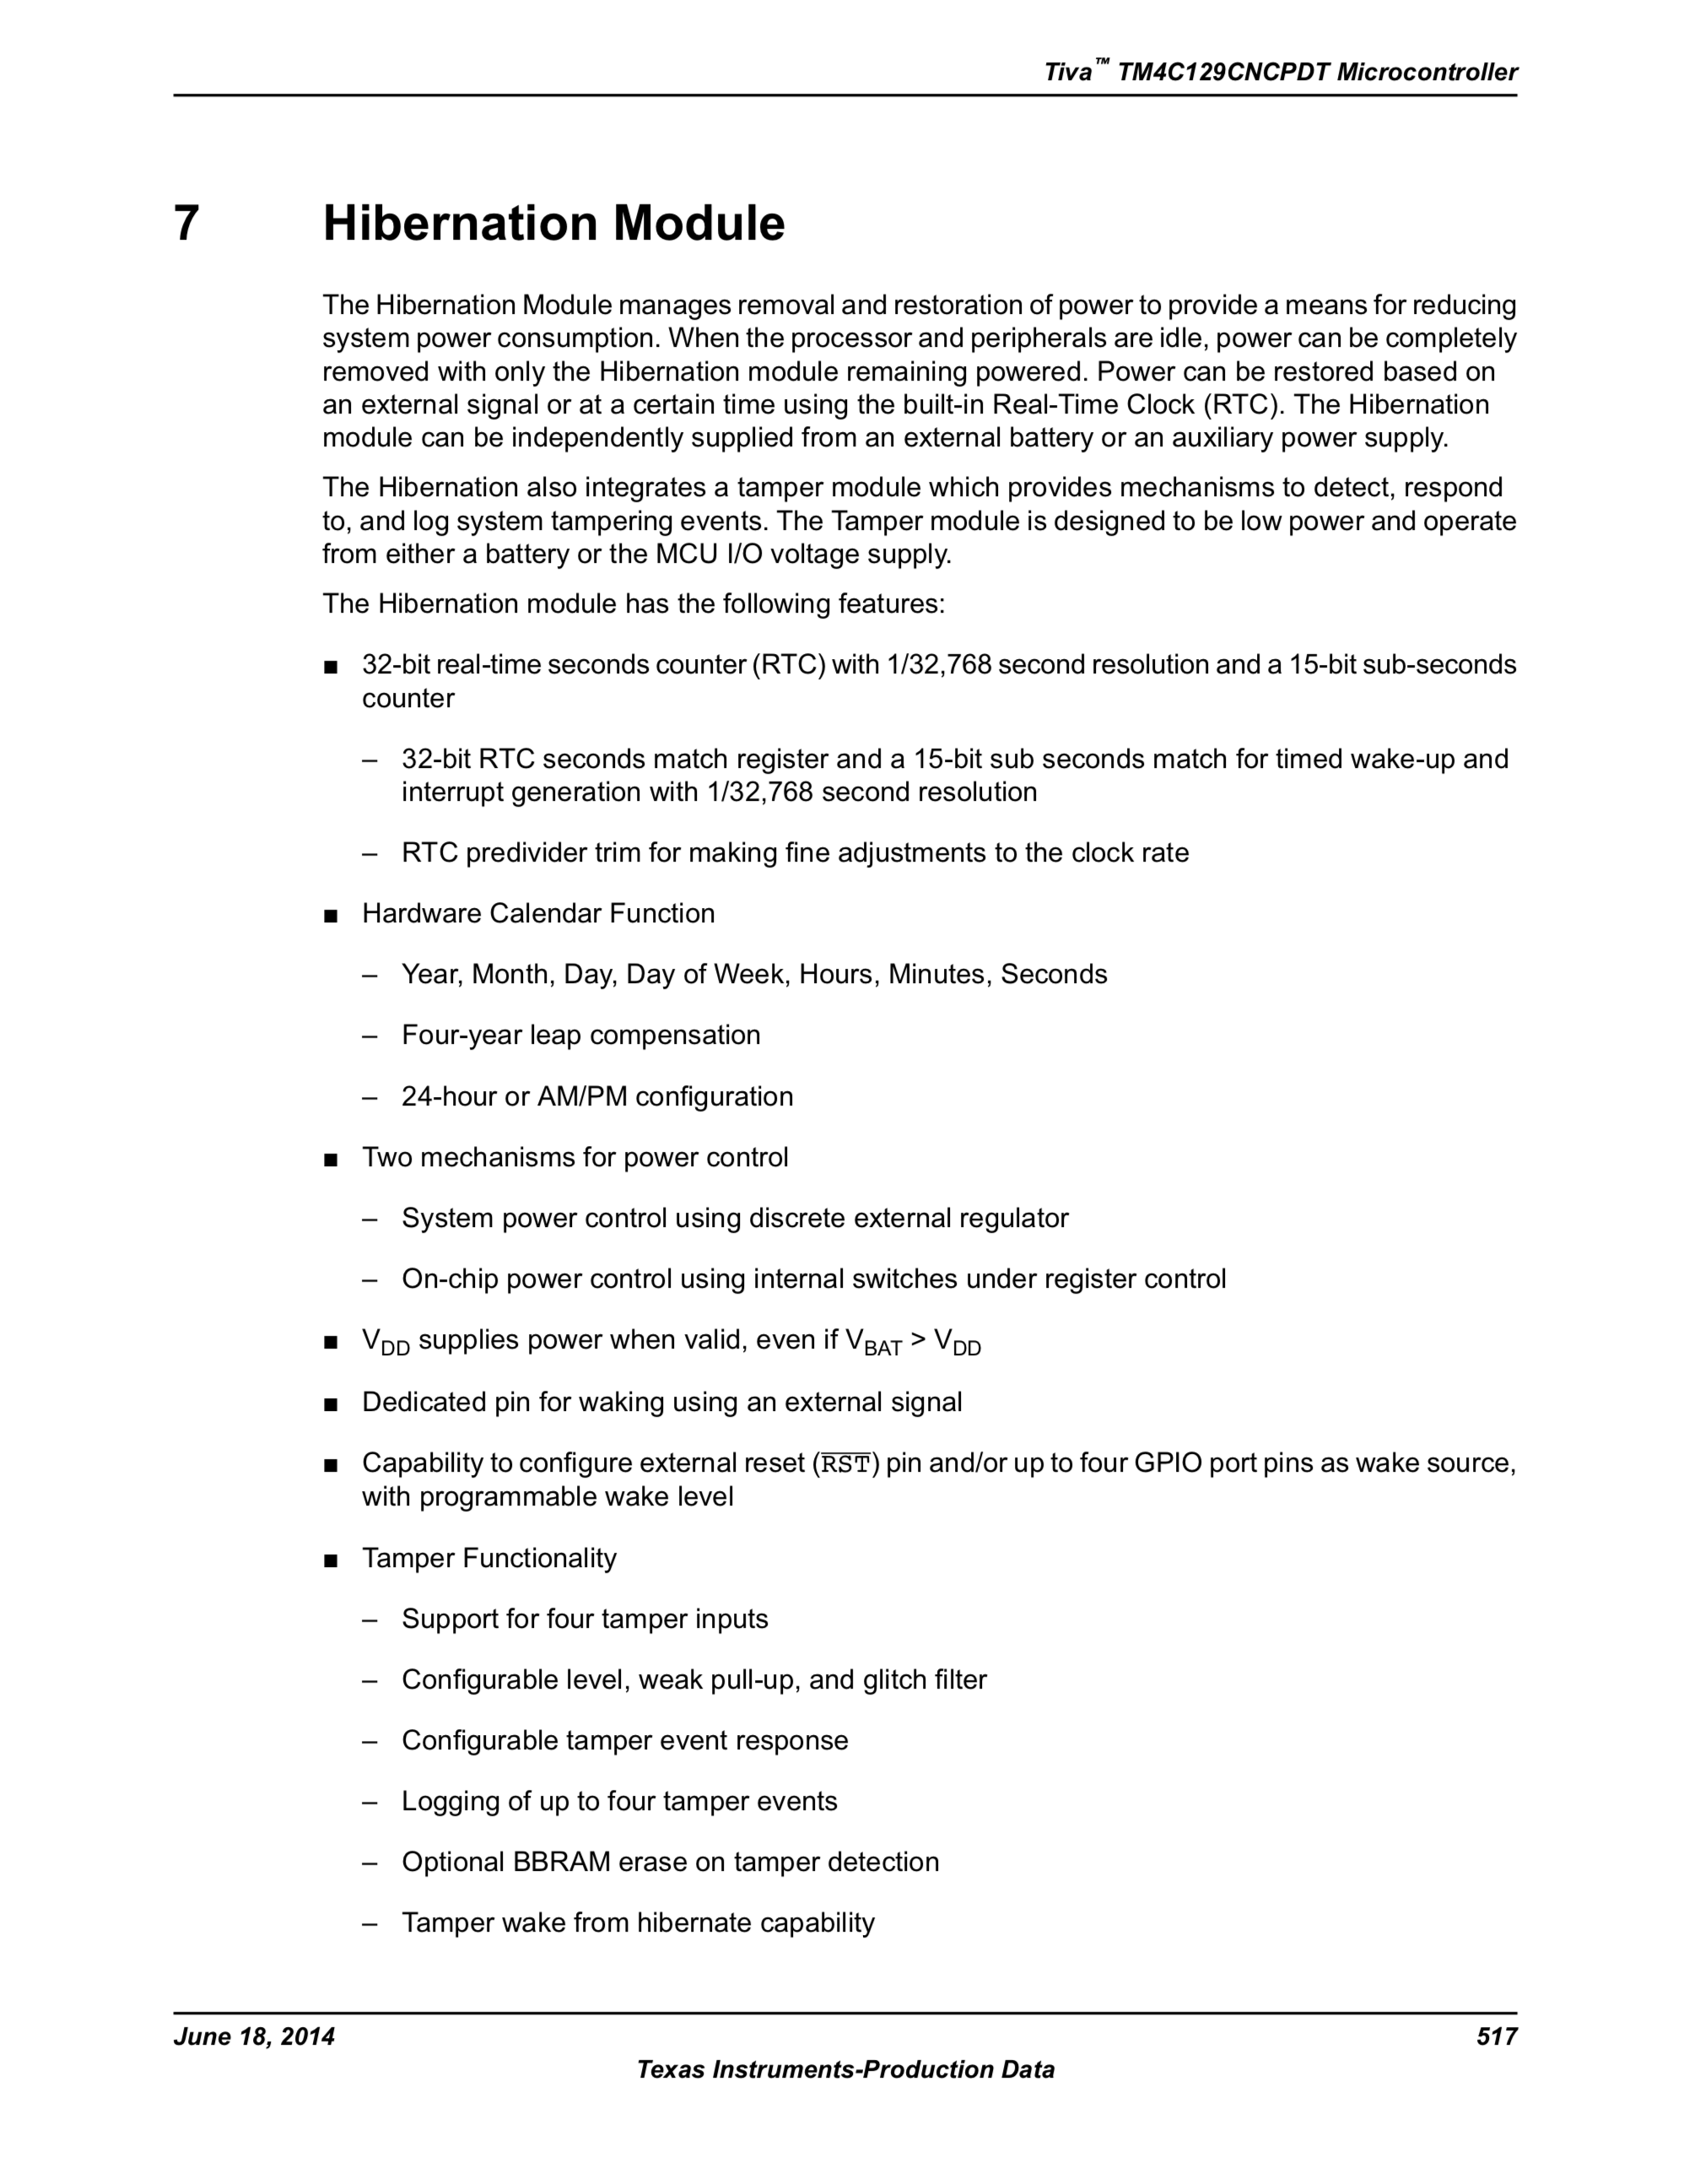 Tiva™ TM4C129CNCPDT Microcontroller
7 Hibernation Module
The Hibernation Module manages removal and restoration of power to provide a means for reducing
system power consumption. When the processor and peripherals are idle, power can be completely
removed with only the Hibernation module remaining powered. Power can be restored based on
an external signal or at a certain time using the built-in Real-Time Clock (RTC). The Hibernation
module can be independently supplied from an external battery or an auxiliary power supply.
The Hibernation also integrates a tamper module which provides mechanisms to detect, respond
to, and log system tampering events. The Tamper module is designed to be low power and operate
from either a battery or the MCU I/O voltage supply.
The Hibernation module has the following features:
■ 32-bit real-time seconds counter (RTC) with 1/32,768 second resolution and a 15-bit sub-seconds
counter
– 32-bit RTC seconds match register and a 15-bit sub seconds match for timed wake-up and
interrupt generation with 1/32,768 second resolution
– RTC predivider trim for making fine adjustments to the clock rate
■ Hardware Calendar Function
– Year, Month, Day, Day of Week, Hours, Minutes, Seconds
– Four-year leap compensation
– 24-hour or AM/PM configuration
■ Two mechanisms for power control
– System power control using discrete external regulator
– On-chip power control using internal switches under register control
■ VDD supplies power when valid, even if VBAT > VDD
■ Dedicated pin for waking using an external signal
■ Capability to configure external reset (RST) pin and/or up to four GPIO port pins as wake source,
with programmable wake level
■ Tamper Functionality
– Support for four tamper inputs
– Configurable level, weak pull-up, and glitch filter
– Configurable tamper event response
– Logging of up to four tamper events
– Optional BBRAM erase on tamper detection
– Tamper wake from hibernate capability
June 18, 2014 517
Texas Instruments-Production Data